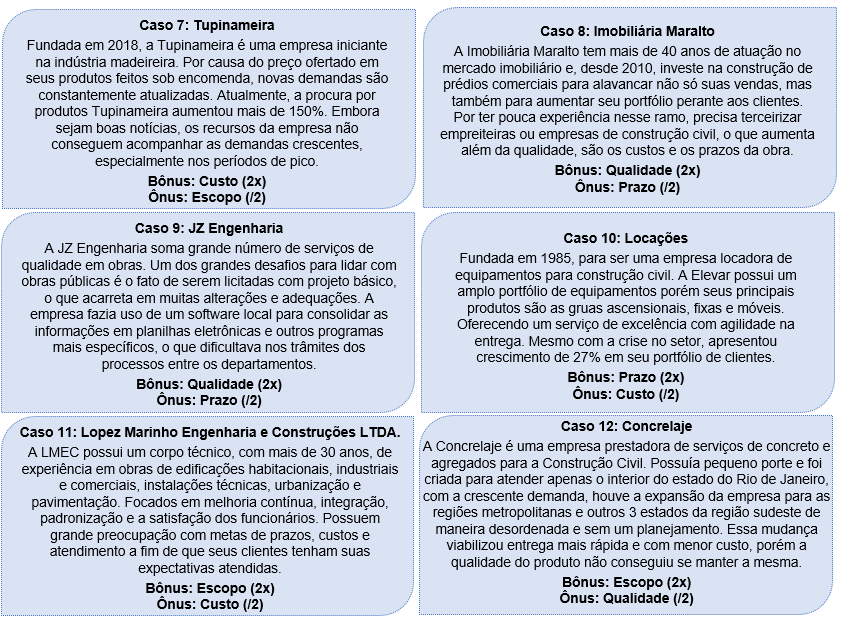 Caso 7: Tupinameira
Fundada em 2018, a Tupinameira é uma empresa iniciante
na indústria madeireira. Por causa do preço ofertado em
seus produtos feitos sob encomenda, novas demandas são
constantemente atualizadas. Atualmente, a procura por
produtos Tupinameira aumentou mais de 150%. Embora
sejam boas notícias, os recursos da empresa não
conseguem acompanhar as demandas crescentes,
especialmente nos períodos de pico.
Bônus: Custo (2x)
Ônus: Escopo (/2)
Caso 8: Imobiliária Maralto
A Imobiliária Maralto tem mais de 40 anos de atuação no
mercado imobiliário e, desde 2010, investe na construção de
prédios comerciais para alavancar não só suas vendas, mas
também para aumentar seu portfólio perante aos clientes.
Por ter pouca experiência nesse ramo, precisa terceirizar
empreiteiras ou empresas de construção civil, o que aumenta
além da qualidade, são os custos e os prazos da obra.
Bônus: Qualidade (2x)
Ônus: Prazo (/2)
Caso 9: JZ Engenharia
A JZ Engenharia soma grande número de serviços de
qualidade em obras. Um dos grandes desafios para lidar com
obras públicas é o fato de serem licitadas com projeto básico,
o que acarreta em muitas alterações e adequações. A
empresa fazia uso de um software local para consolidar as
informações em planilhas eletrônicas e outros programas
mais específicos, o que dificultava nos trâmites dos
processos entre os departamentos.
Bônus: Qualidade (2x)
Ônus: Prazo (/2)
Caso 10: Locações
Fundada em 1985, para ser uma empresa locadora de
equipamentos para construção civil. A Elevar possui um
amplo portfólio de equipamentos porém seus principais
produtos são as gruas ascensionais, fixas e móveis.
Oferecendo um serviço de excelência com agilidade na
entrega. Mesmo com a crise no setor, apresentou
crescimento de 27% em seu portfólio de clientes.
Bônus: Prazo (2x)
Ônus: Custo (/2)
Caso 11: Lopez Marinho Engenharia e Construções LTDA.
A LMEC possui um corpo técnico, com mais de 30 anos, de
experiência em obras de edificações habitacionais, industriais
e comerciais, instalações técnicas, urbanização e
pavimentação. Focados em melhoria contínua, integração,
padronização e a satisfação dos funcionários. Possuem
grande preocupação com metas de prazos, custos e
atendimento a fim de que seus clientes tenham suas
expectativas atendidas.
Bônus: Escopo (2x)
Ônus: Custo (/2)
Caso 12: Concrelaje
A Concrelaje é uma empresa prestadora de serviços de concreto e
agregados para a Construção Civil. Possuía pequeno porte e foi
criada para atender apenas o interior do estado do Rio de Janeiro,
com a crescente demanda, houve a expansão da empresa para as
regiões metropolitanas e outros 3 estados da região sudeste de
maneira desordenada e sem um planejamento. Essa mudança
viabilizou entrega mais rápida e com menor custo, porém a
qualidade do produto não conseguiu se manter a mesma.
Bônus: Escopo (2x)
Ônus: Qualidade (/2)